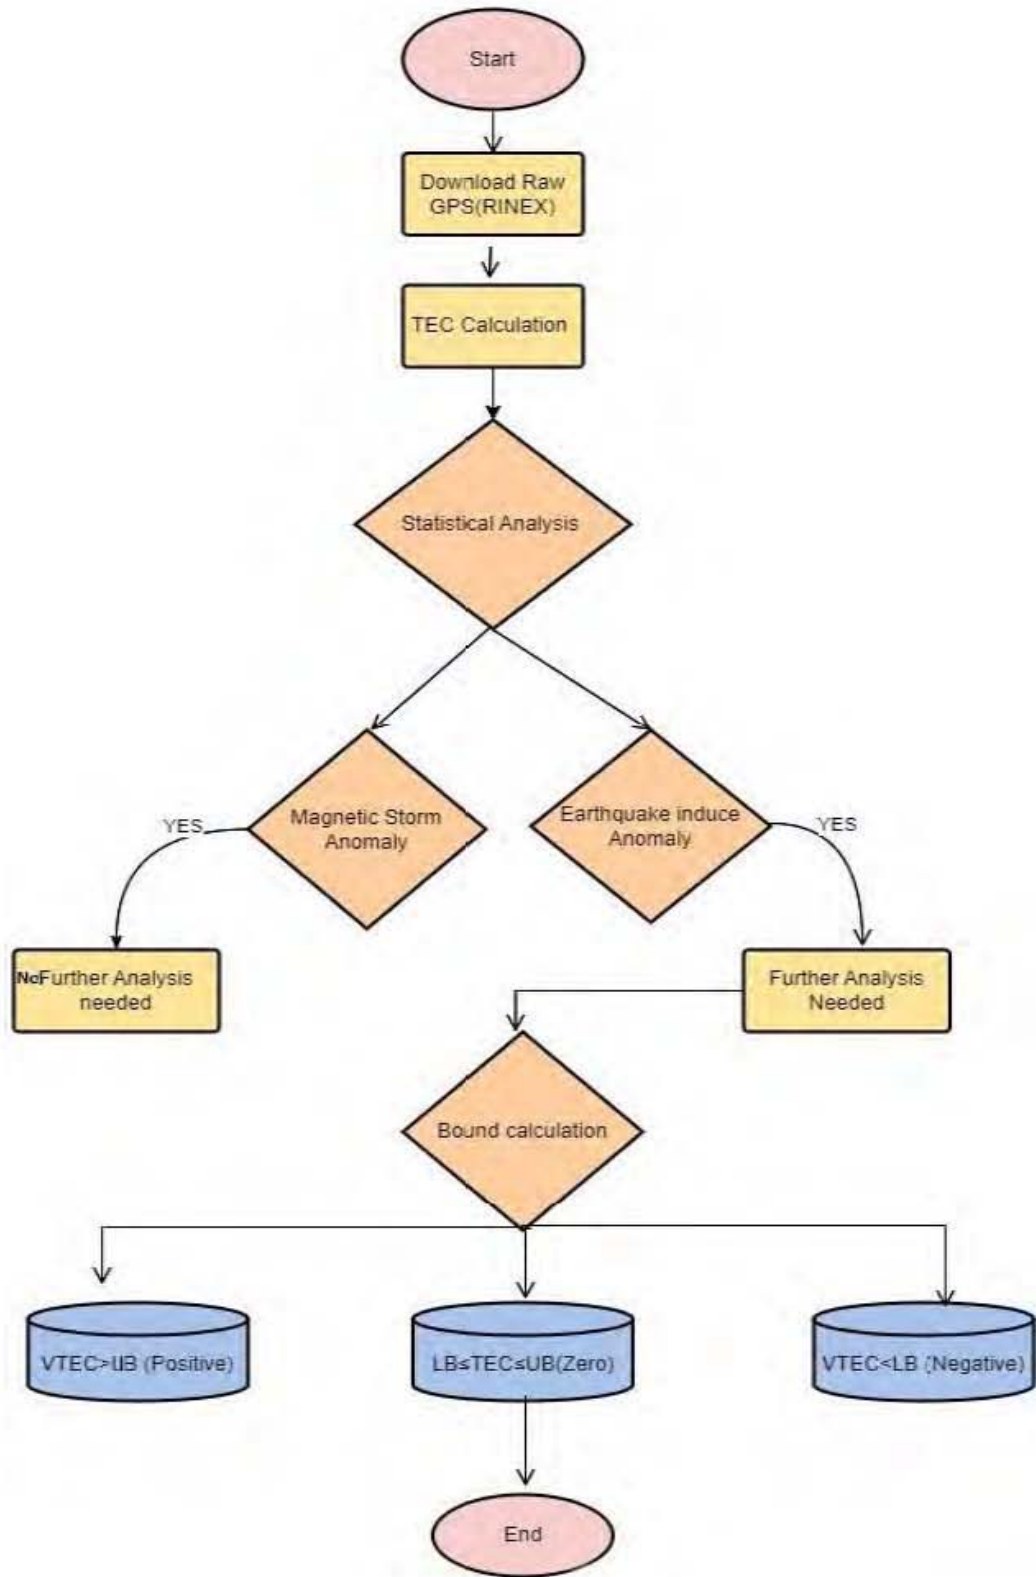 Start
Download Raw
GPS(RINEX)
TEC Calculation
Statistical Analysis
Magnetic Storm
Anomaly
Earthquake induce
Anomaly
YES
YES
NoFurther Analysis
needed
Further Analysis
Needed
Bound calculation
VTEC>UB (Positive)
LB≤TEC≤UB(Zero)
VTEC<LB (Negative)
End